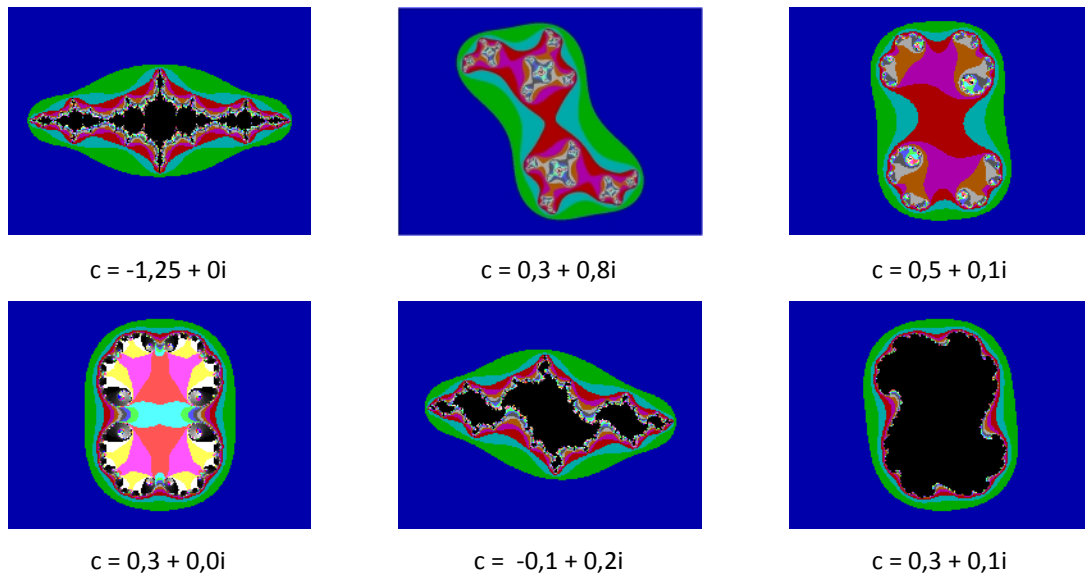 c = -1,25 + 0i
c = 0,3 + 0,8i
c = 0,5 + 0,1i
c = 0,3 + 0,0i
c =  -0,1 + 0,2i
c = 0,3 + 0,1i